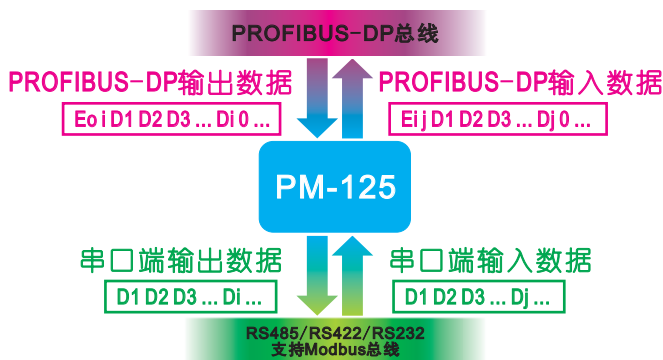 PROFIBUS-DP总线
PROFIBUS-DP输出数据
PROFIBUS-DP输入数据
Eo i D1 D2 D3 ... Di 0 ...
Ei j D1 D2 D3 ... Dj 0 ...
PM-125
串口端输出数据
串口端输入数据
D1 D2 D3 ... Di ...
D1 D2 D3 ... Dj ...
RS485/RS422/RS232
支持Modbus总线